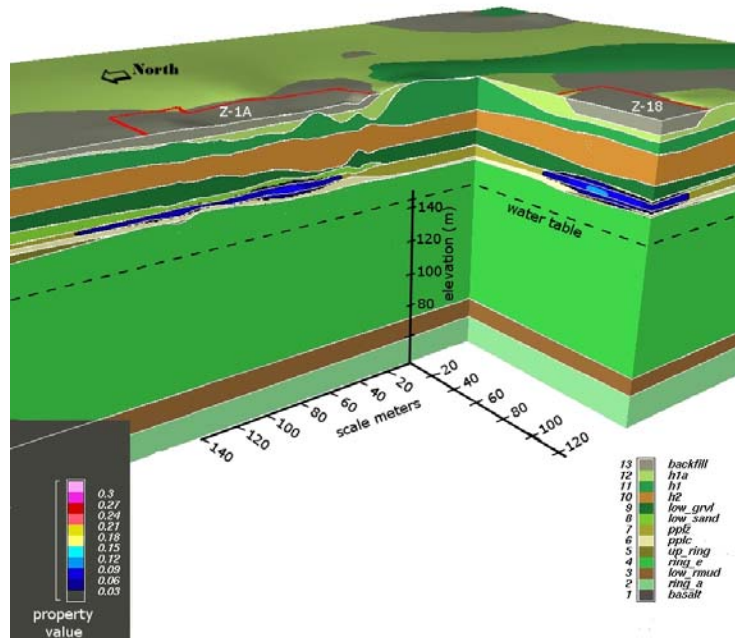 North
Z-1A
Z-18
140
120
100
80
elevation (m)
water table
20
40
60
80
100
120
140
scale meters
20
40
60
80
100
120
0.3
0.27
0.24
0.21
0.18
0.15
0.12
0.09
0.06
0.03
property
value
13 backfill
12 h1a
11 h1
10 h2
9 low_grvl
8 low_sand
7 pplz
6 pplc
5 up_ring
4 ring_e
3 low_rmud
2 ring_a
1 basalt